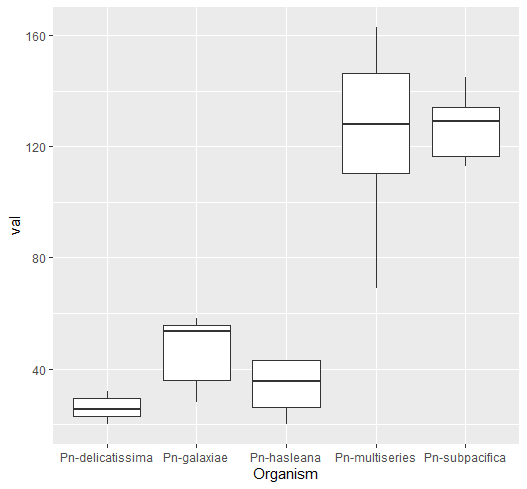 160
120
80
40
val
Pn-delicatissima Pn-galaxiae Pn-hasleana Pn-multiseries Pn-subpacifica
Organism